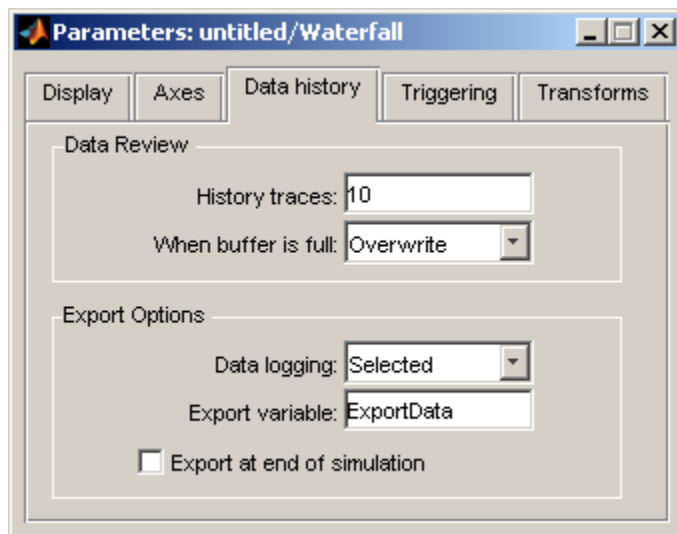 Parameters: untitled/Waterfall
Display Axes Data history Triggering Transforms
Data Review
History traces: 10
When buffer is full: Overwrite
Export Options
Data logging: Selected
Export variable: ExportData
Export at end of simulation